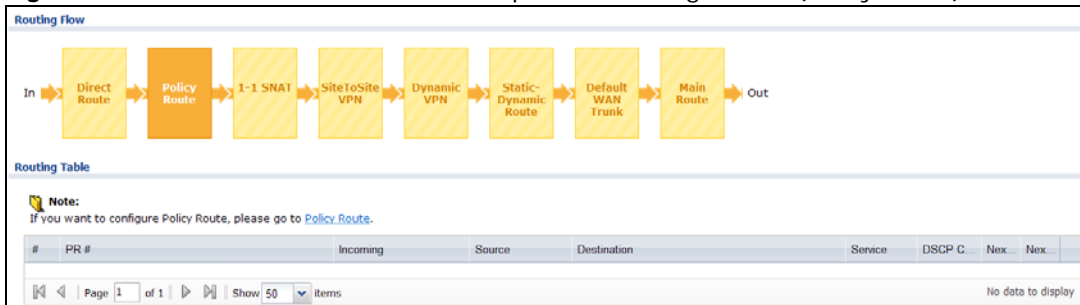 Routing Flow
In
Direct Route
Policy Route
1-1 SNAT
SiteToSite VPN
Dynamic VPN
Static-Dynamic Route
Default WAN Trunk
Main Route
Out
Routing Table
Note:
If you want to configure Policy Route, please go to Policy Route.
# PR # Incoming Source Destination Service DSCP C... Nex... Nex...
Page 1 of 1 Show 50 items No data to display